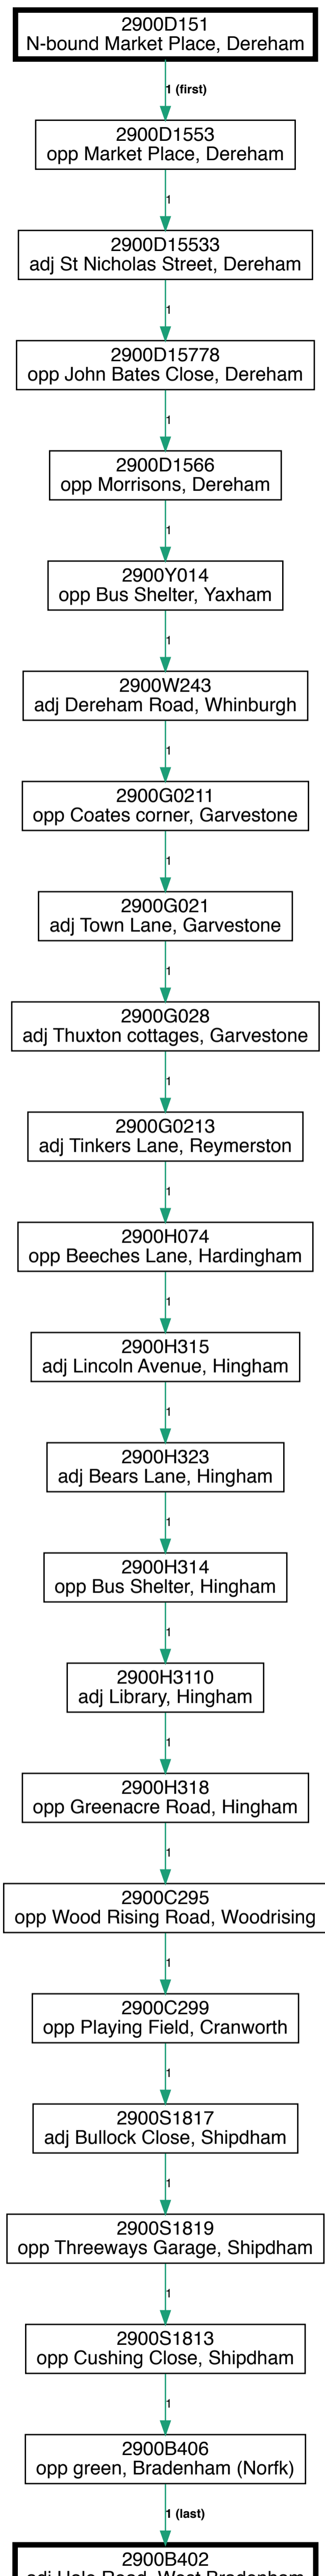 2900D151
N-bound Market Place, Dereham
1 (first)
2900D1553
opp Market Place, Dereham
1
2900D15533
adj St Nicholas Street, Dereham
1
2900D15778
opp John Bates Close, Dereham
1
2900D1566
opp Morrisons, Dereham
1
2900Y014
opp Bus Shelter, Yaxham
1
2900W243
adj Dereham Road, Whinburgh
1
2900G0211
opp Coates corner, Garvestone
1
2900G021
adj Town Lane, Garvestone
1
2900G028
adj Thuxton cottages, Garvestone
1
2900G0213
adj Tinkers Lane, Reymerston
1
2900H074
opp Beeches Lane, Hardingham
1
2900H315
adj Lincoln Avenue, Hingham
1
2900H323
adj Bears Lane, Hingham
1
2900H314
opp Bus Shelter, Hingham
1
2900H3110
adj Library, Hingham
1
2900H318
opp Greenacre Road, Hingham
1
2900C295
opp Wood Rising Road, Woodrising
1
2900C299
opp Playing Field, Cranworth
1
2900S1817
adj Bullock Close, Shipdham
1
2900S1819
opp Threeways Garage, Shipdham
1
2900S1813
opp Cushing Close, Shipdham
1
2900B406
opp green, Bradenham (Norfk)
1 (last)
2900B402
adj Hale Road, West Bradenham